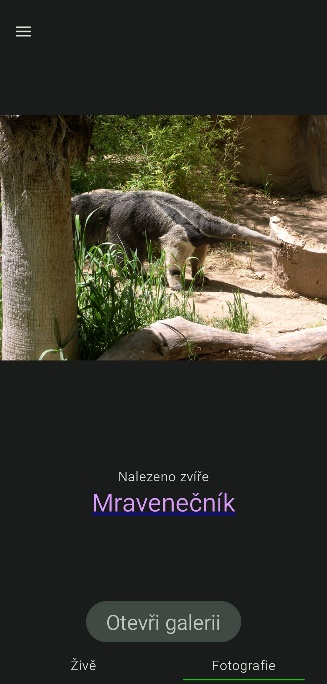 Nalezeno zvíře
Mravenečník
Otevři galerii
Živě
Fotografie